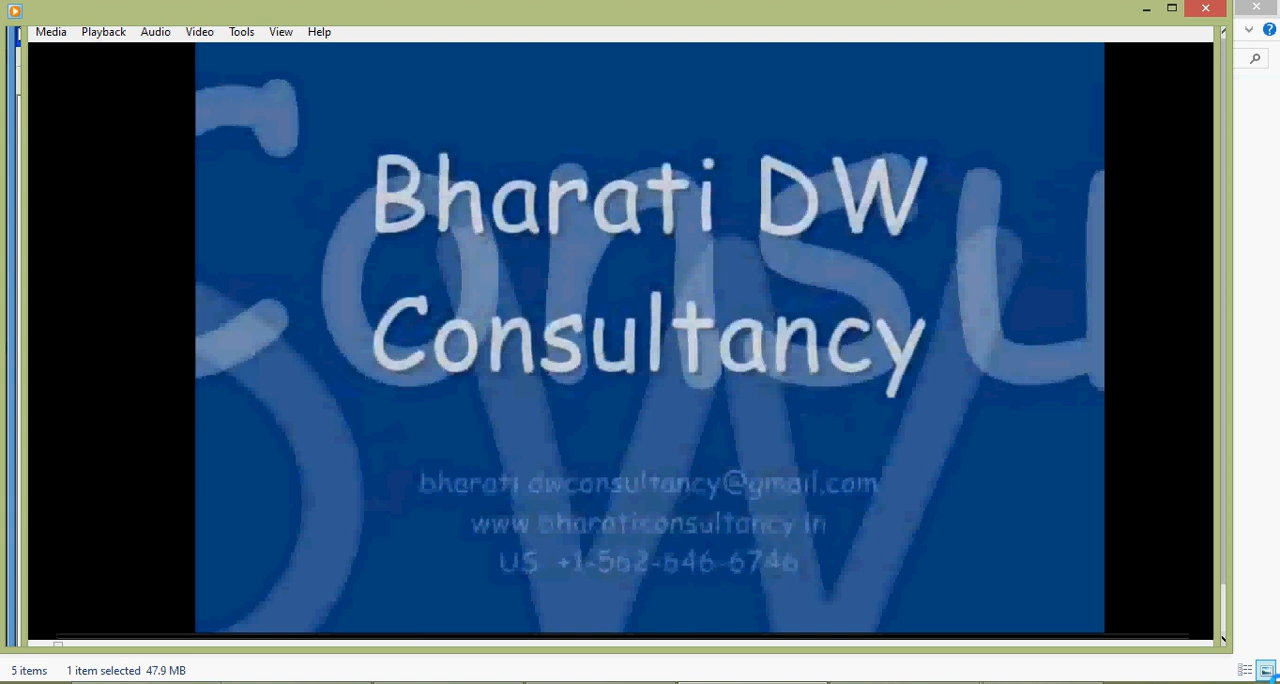 Media Playback Audio Video Tools View Help
Bharati DW
Consultancy
bharati.dwconsultancy@gmail.com
www.bharaticonsultancy.in
US +1-562-646-6746
5 items 1 item selected 47.9 MB